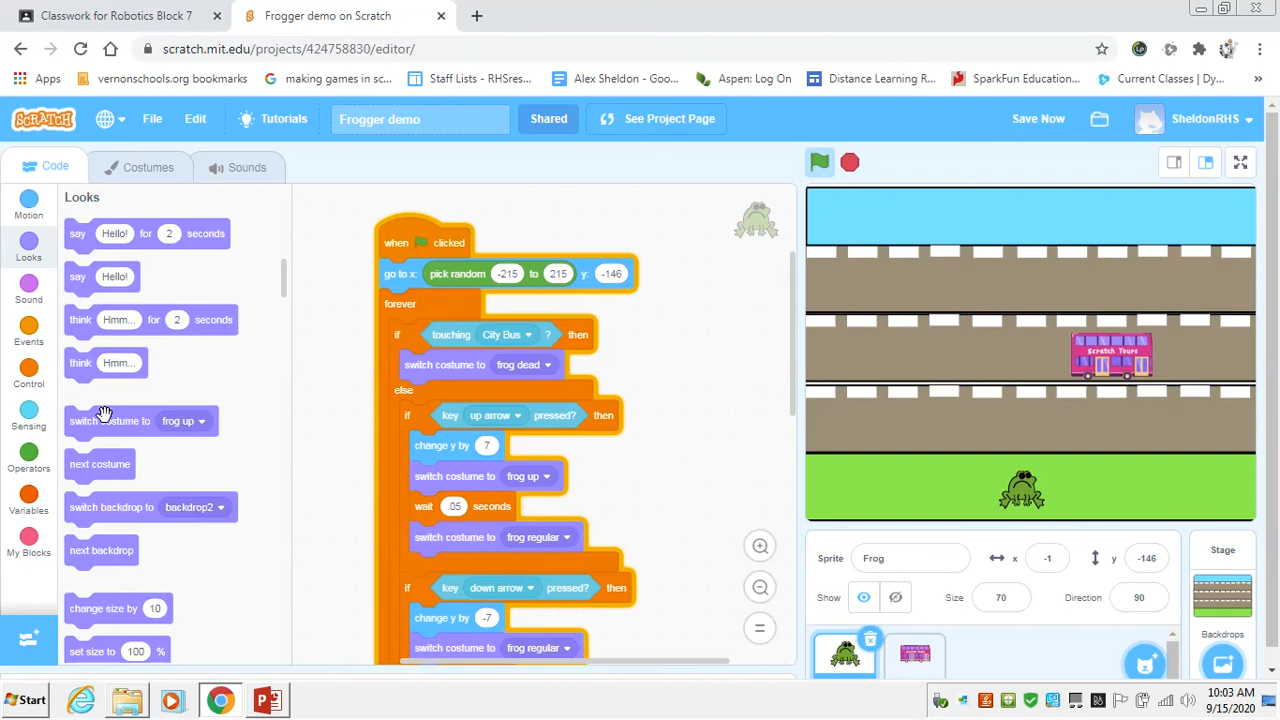 Classwork for Robotics Block 7
Frogger demo on Scratch
scratch.mit.edu/projects/424758830/editor/
Apps
vernonschools.org bookmarks
making games in sc...
Staff Lists - RHSres...
Alex Sheldon - Goo...
Aspen: Log On
Distance Learning R...
SparkFun Education...
Current Classes | Dy...
SCRATCH
File
Edit
Tutorials
Frogger demo
Shared
See Project Page
Save Now
SheldonRHS
Code
Costumes
Sounds
Motion
Looks
Sound
Events
Control
Sensing
Operators
Variables
My Blocks
Looks
say Hello! for 2 seconds
say Hello!
think Hmm... for 2 seconds
think Hmm...
switch costume to frog up
next costume
switch backdrop to backdrop2
next backdrop
change size by 10
set size to 100 %
when clicked
go to x: pick random -215 to 215 y: -146
forever
if touching City Bus ? then
switch costume to frog dead
else
if key up arrow pressed? then
change y by 7
switch costume to frog up
wait .05 seconds
switch costume to frog regular
if key down arrow pressed? then
change y by -7
switch costume to frog regular
Scratch Tours
Sprite
Frog
x
-1
y
-146
Show
Size
70
Direction
90
Stage
Backdrops
Start
10:03 AM
9/15/2020